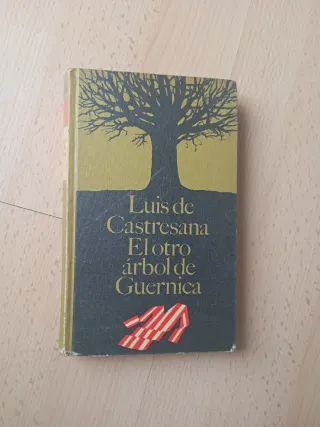 Luis de
Castresana
El otro
árbol de
Guernica